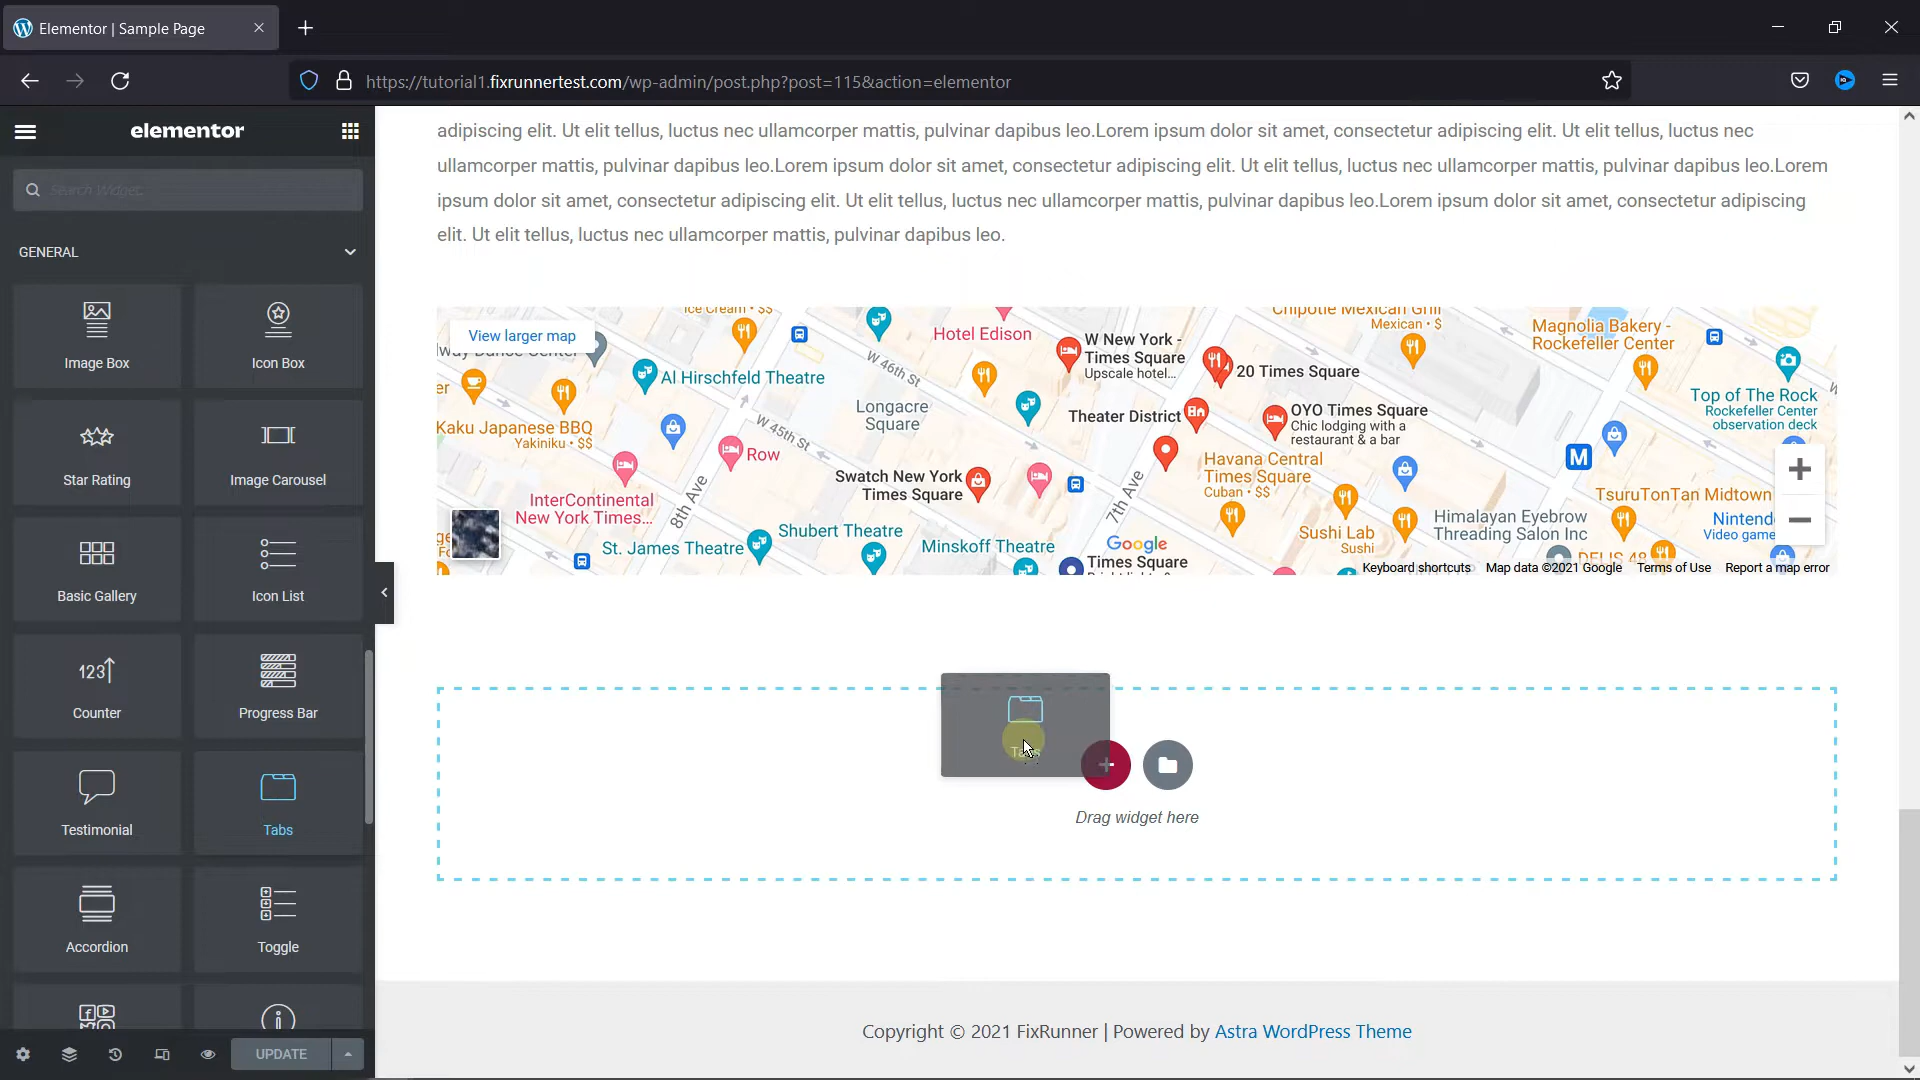 Elementor | Sample Page
https://tutorial1.fixrunnertest.com/wp-admin/post.php?post=115&action=elementor
elementor
Search Widget...
GENERAL
Image Box
Icon Box
Star Rating
Image Carousel
Basic Gallery
Icon List
123
Counter
Progress Bar
Testimonial
Tabs
Accordion
Toggle
UPDATE
adipiscing elit. Ut elit tellus, luctus nec ullamcorper mattis, pulvinar dapibus leo.Lorem ipsum dolor sit amet, consectetur adipiscing elit. Ut elit tellus, luctus nec
ullamcorper mattis, pulvinar dapibus leo.Lorem ipsum dolor sit amet, consectetur adipiscing elit. Ut elit tellus, luctus nec ullamcorper mattis, pulvinar dapibus leo.Lorem
ipsum dolor sit amet, consectetur adipiscing elit. Ut elit tellus, luctus nec ullamcorper mattis, pulvinar dapibus leo.Lorem ipsum dolor sit amet, consectetur adipiscing
elit. Ut elit tellus, luctus nec ullamcorper mattis, pulvinar dapibus leo.
View larger map
Ice Cream · $$
Hotel Edison
W New York -
Times Square
Upscale hotel...
Chipotle Mexican Grill
Mexican · $
Magnolia Bakery -
Rockefeller Center
W 46th St
Al Hirschfeld Theatre
20 Times Square
Longacre
Square
Theater District
OYO Times Square
Chic lodging with a
restaurant & a bar
Top of The Rock
Rockefeller Center
observation deck
Kaku Japanese BBQ
Yakiniku · $$
W 45th St
Row
M
Swatch New York
Times Square
Havana Central
Times Square
Cuban · $$
InterContinental
New York Times...
8th Ave
7th Ave
TsuruTonTan Midtown
Shubert Theatre
St. James Theatre
Minskoff Theatre
Sushi Lab
Sushi
Himalayan Eyebrow
Threading Salon Inc
Video game
Google
Times Square
Keyboard shortcuts
Map data ©2021 Google
Terms of Use
Report a map error
Tabs
Drag widget here
Copyright © 2021 FixRunner | Powered by Astra WordPress Theme